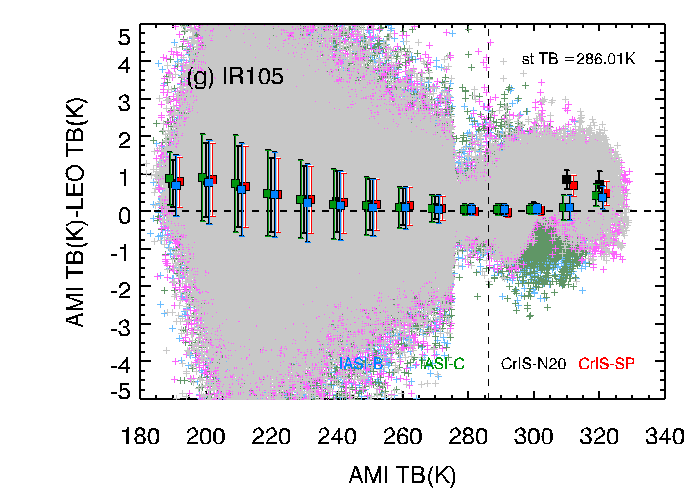 (g) IR105
st TB =286.01K
AMI TB(K)-LEO TB(K)
5
4
3
2
1
0
-1
-2
-3
-4
-5
IASI-B
IASI-C
CrIS-N20
CrIS-SP
180 200 220 240 260 280 300 320 340
AMI TB(K)